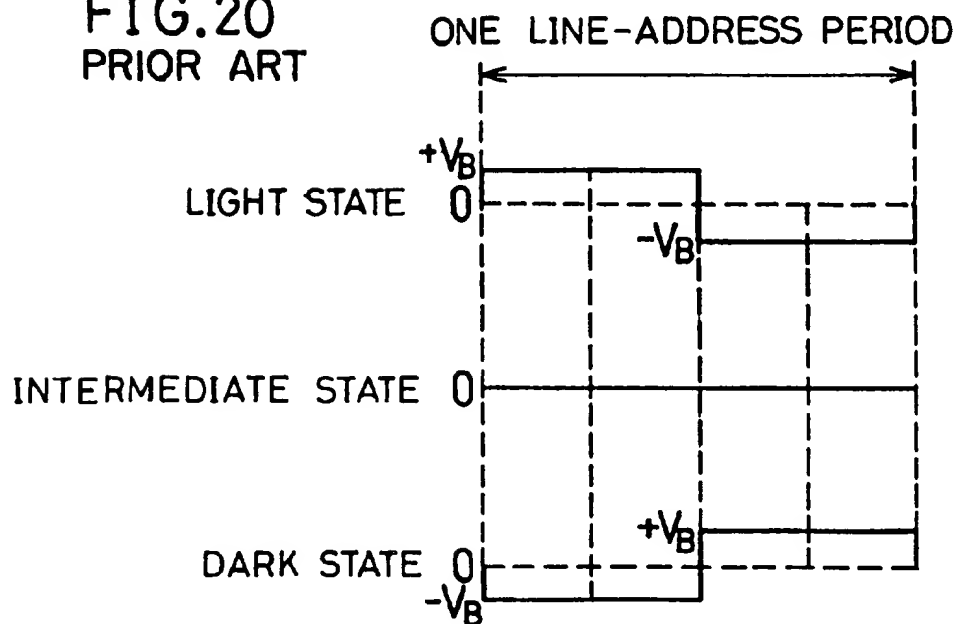 FIG.20
PRIOR ART
ONE LINE-ADDRESS PERIOD
+VB
LIGHT STATE 0
-VB
INTERMEDIATE STATE 0
+VB
DARK STATE 0
-VB